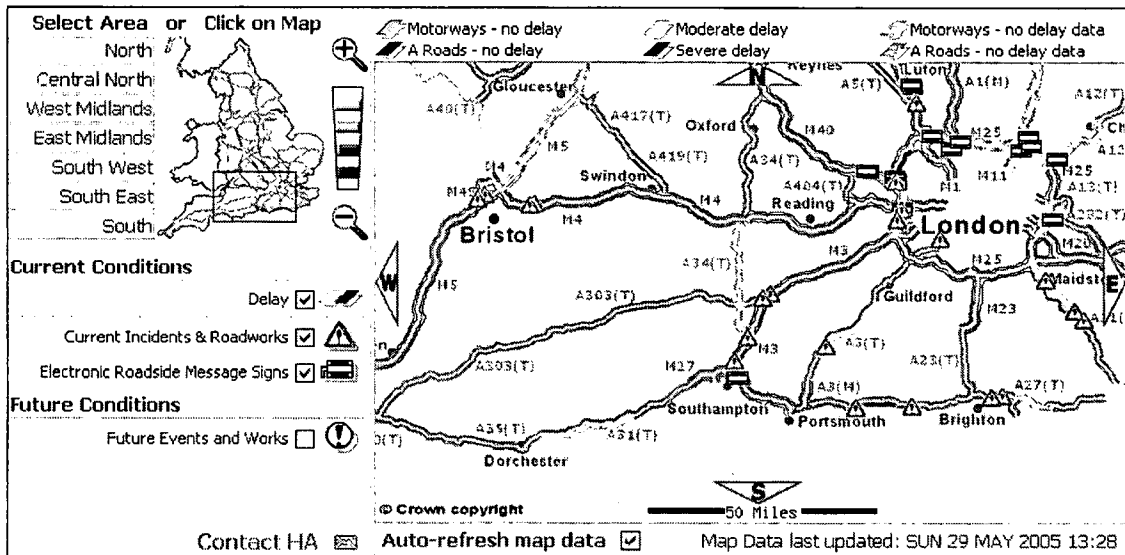 Select Area or Click on Map
North
Central North
West Midlands
East Midlands
South West
South East
South
Current Conditions
Delay
Current Incidents & Roadworks
Electronic Roadside Message Signs
Future Conditions
Future Events and Works
Contact HA
Motorways - no delay
Moderate delay
Motorways - no delay data
A Roads - no delay
Severe delay
A Roads - no delay data
N
Keynes
A5(T)
Luton
A1(M)
A12(T)
Gloucester
A40(T)
A417(T)
Oxford
M40
M25
M5
A419(T)
A34(T)
M11
M25
M4
Swindon
A404(T)
M1
A13(T)
M4
M4
Reading
Bristol
London
M3
M20
W
M5
A34(T)
M25
Maidst
E
A303(T)
Guildford
M23
A303(T)
M3
A3(T)
A23(T)
M27
A3(M)
A27(T)
Southampton
Portsmouth
Brighton
A35(T)
A31(T)
Dorchester
S
© Crown copyright
50 Miles
Auto-refresh map data
Map Data last updated: SUN 29 MAY 2005 13:28